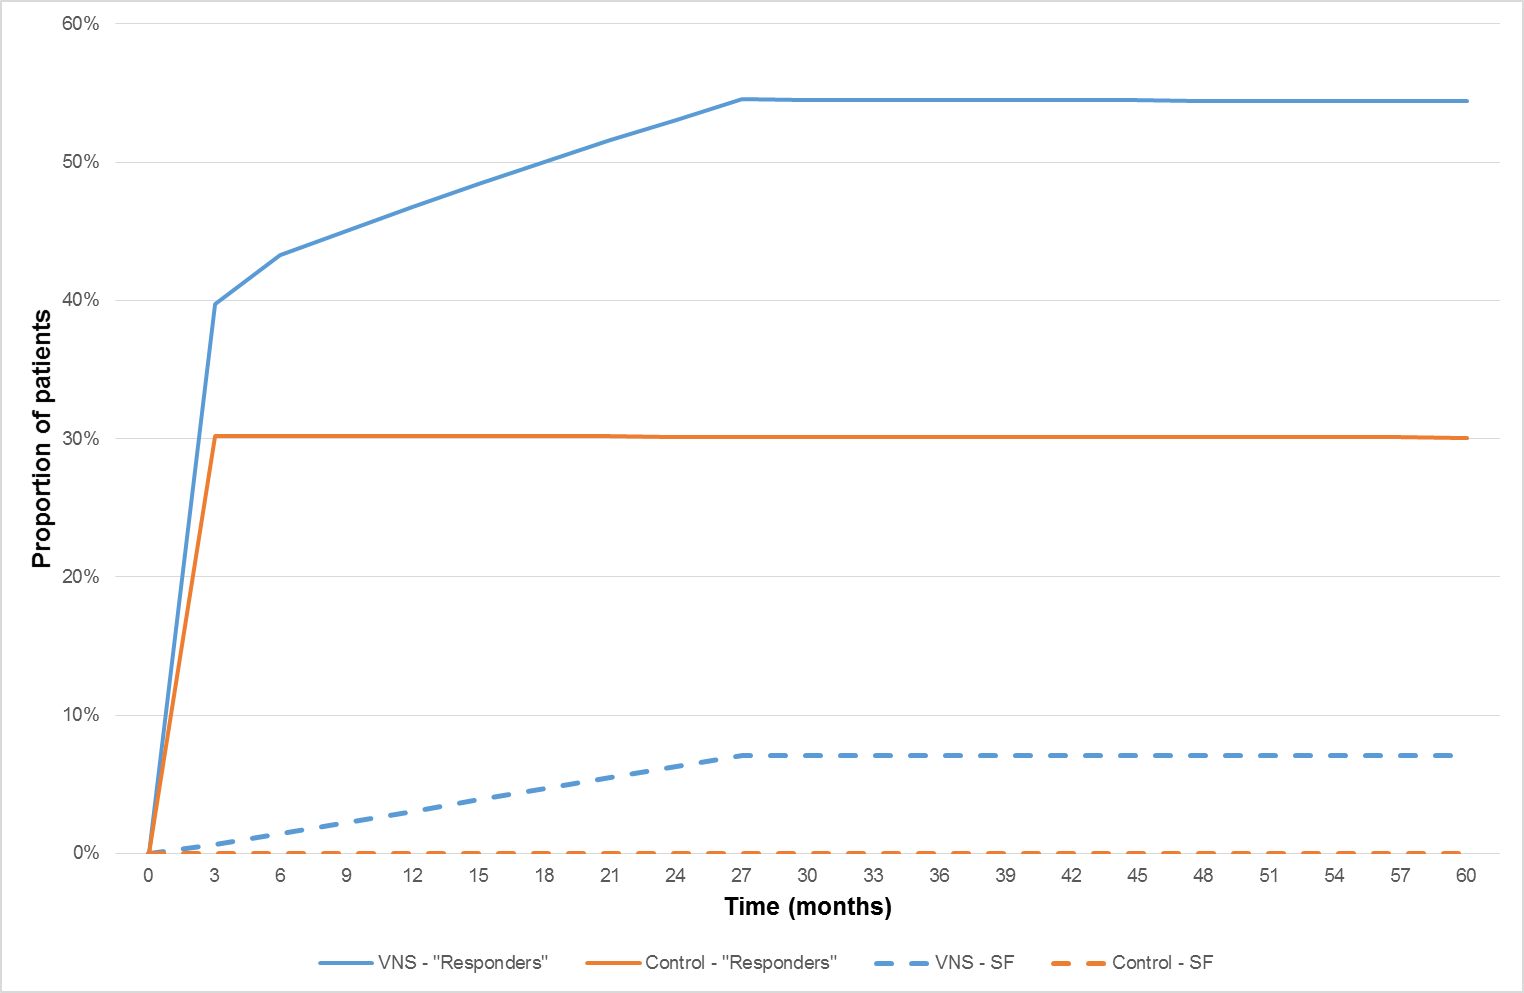 60%
50%
40%
30%
20%
10%
0%
Proportion of patients
0 3 6 9 12 15 18 21 24 27 30 33 36 39 42 45 48 51 54 57 60
Time (months)
VNS - "Responders" Control - "Responders" VNS - SF Control - SF